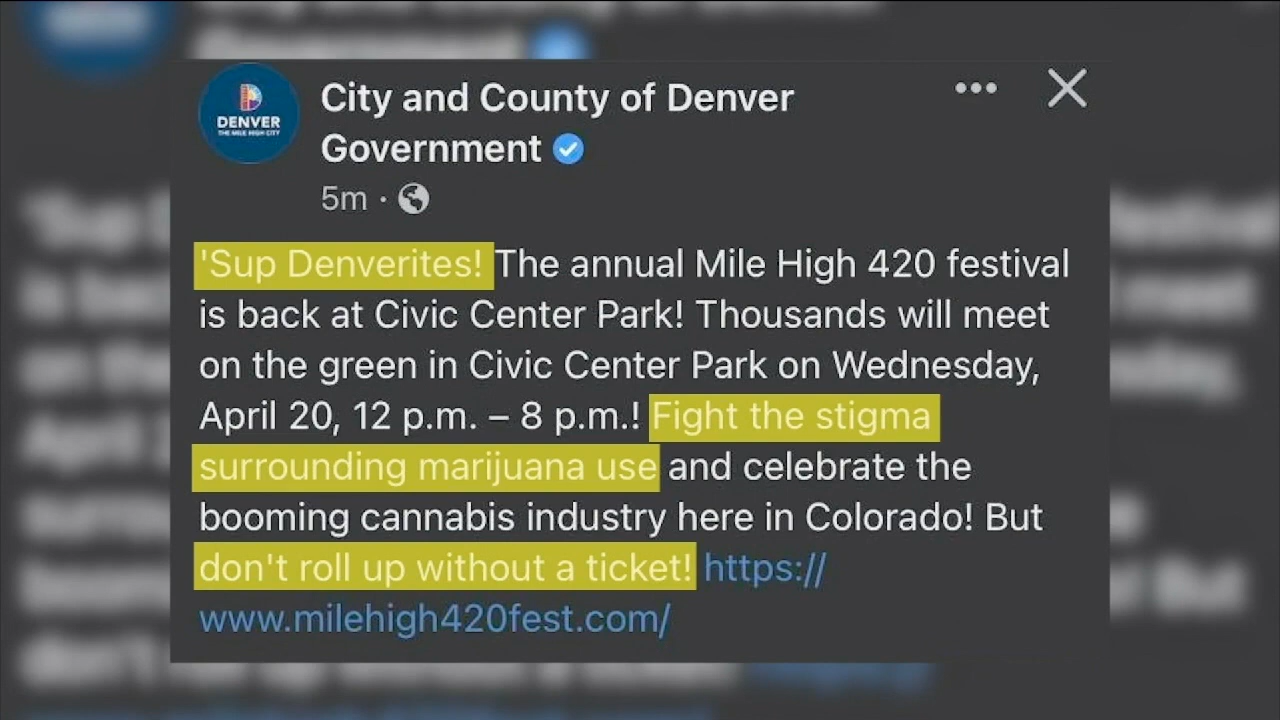 City and County of Denver
Government
DENVER
THE MILE HIGH CITY
5m ·
'Sup Denverites! The annual Mile High 420 festival
is back at Civic Center Park! Thousands will meet
on the green in Civic Center Park on Wednesday,
April 20, 12 p.m. – 8 p.m.! Fight the stigma
surrounding marijuana use and celebrate the
booming cannabis industry here in Colorado! But
don't roll up without a ticket! https://
www.milehigh420fest.com/